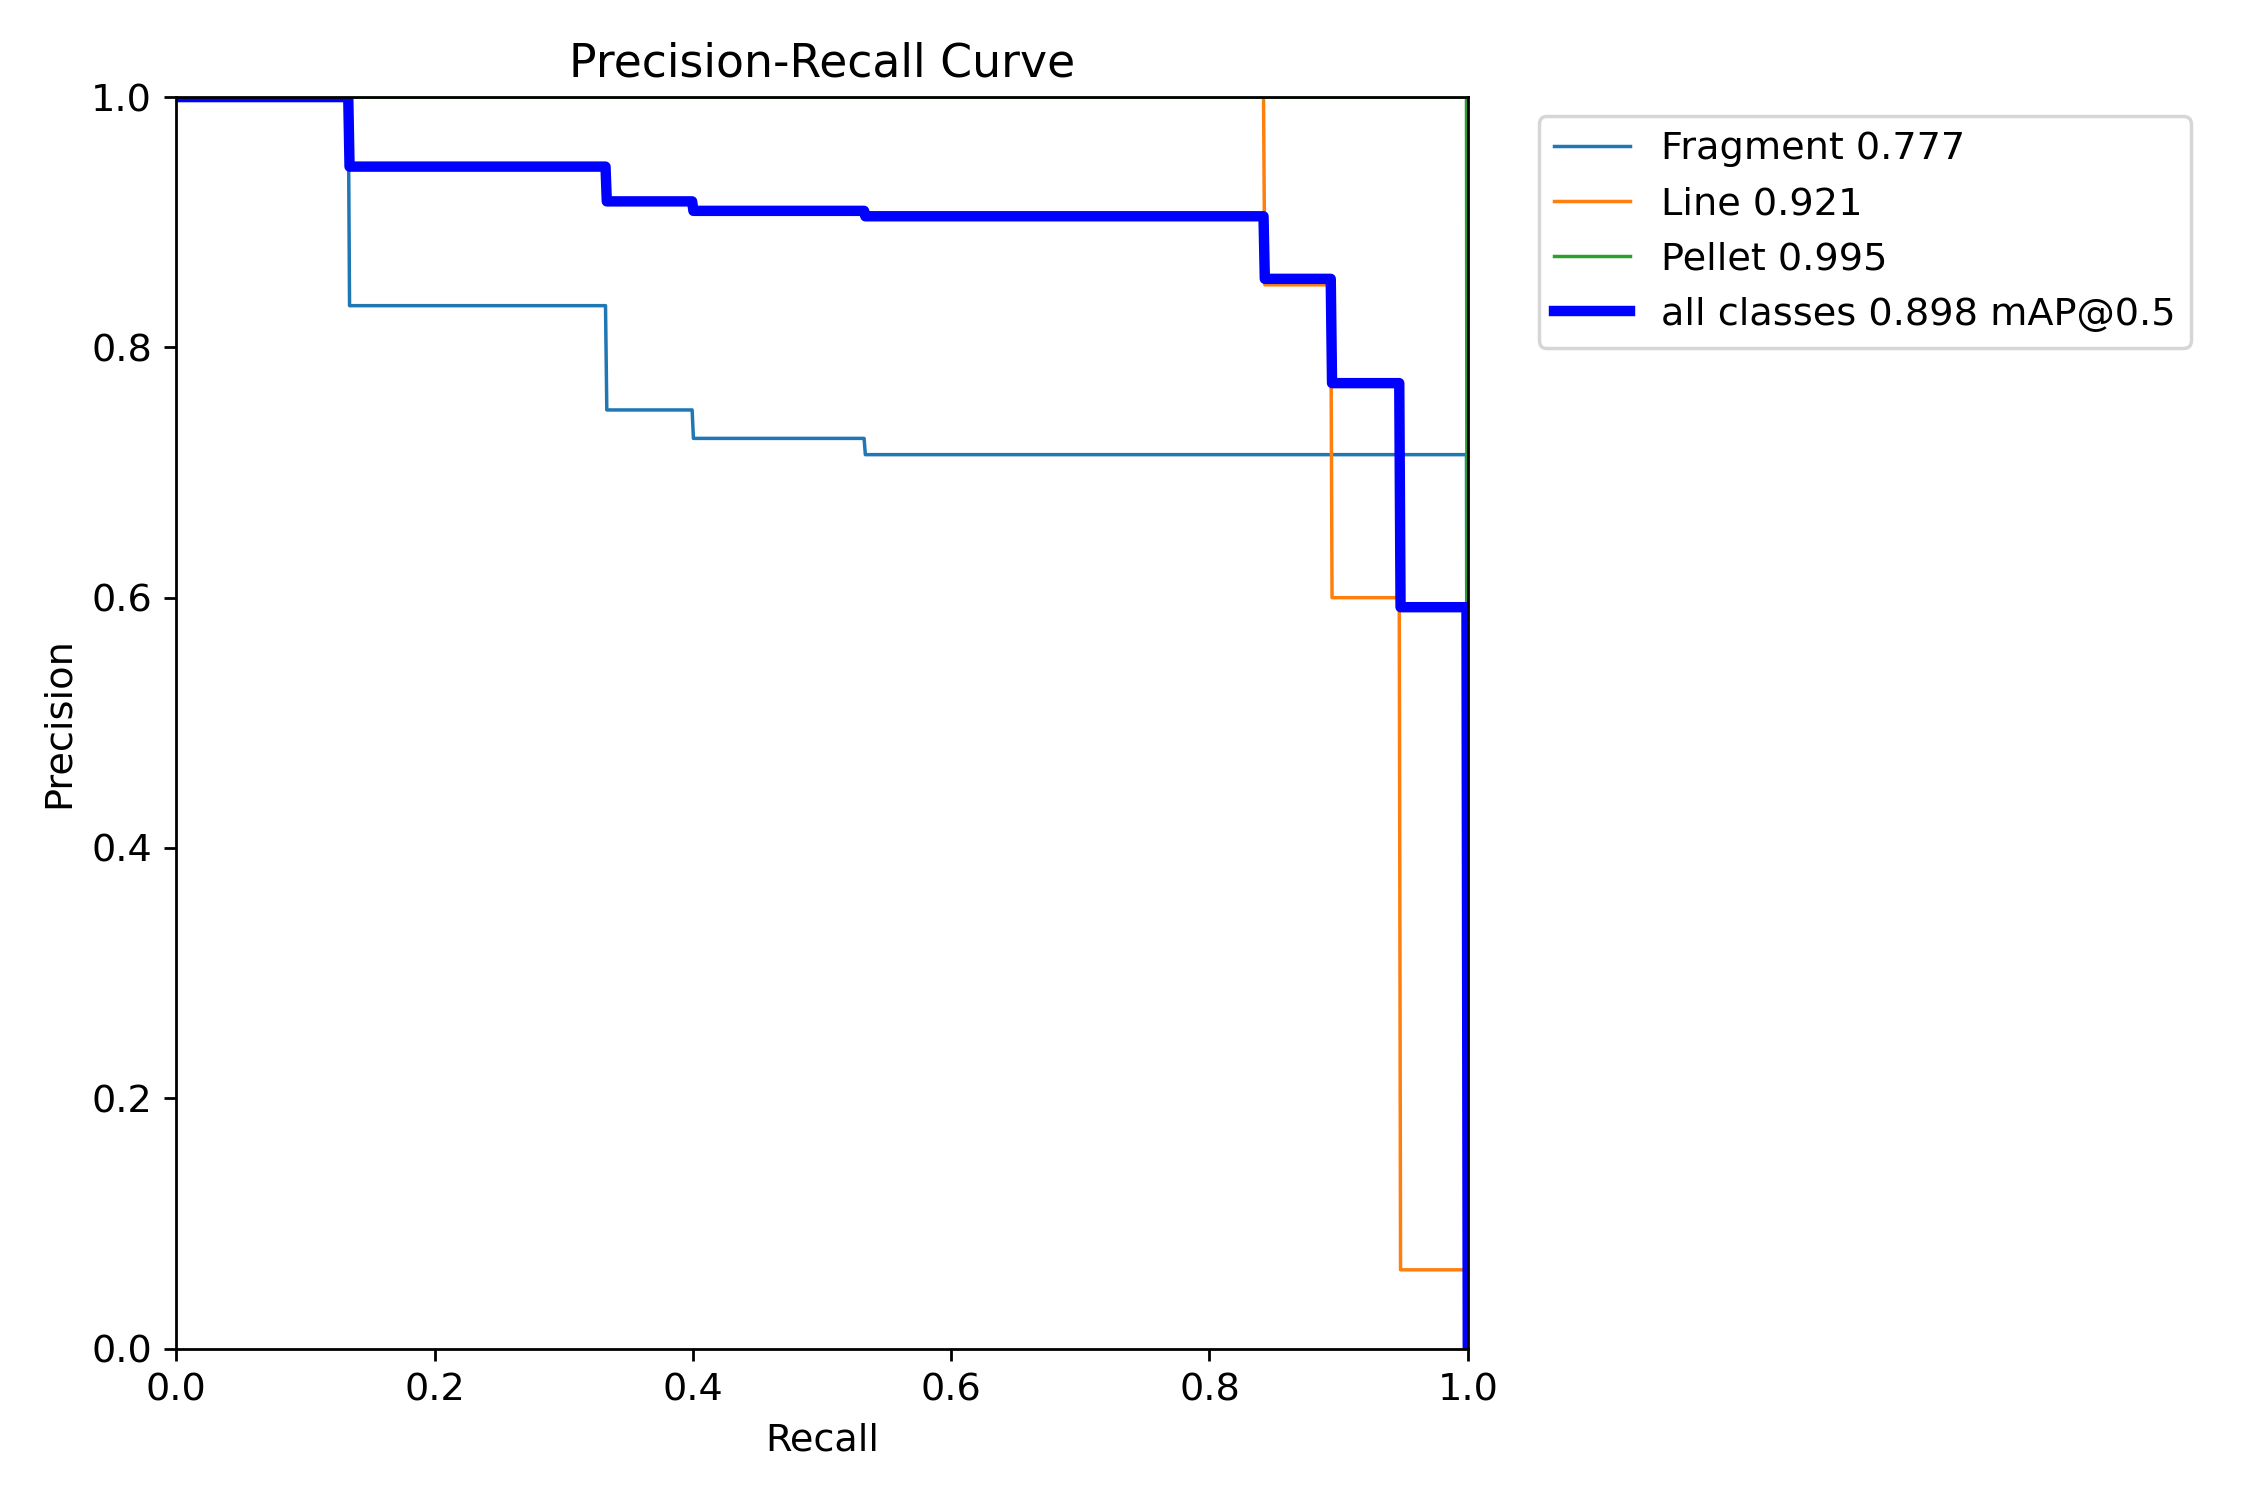 Precision-Recall Curve
1.0
0.8
0.6
0.4
0.2
0.0
Precision
0.0 0.2 0.4 0.6 0.8 1.0
Recall
Fragment 0.777
Line 0.921
Pellet 0.995
all classes 0.898 mAP@0.5